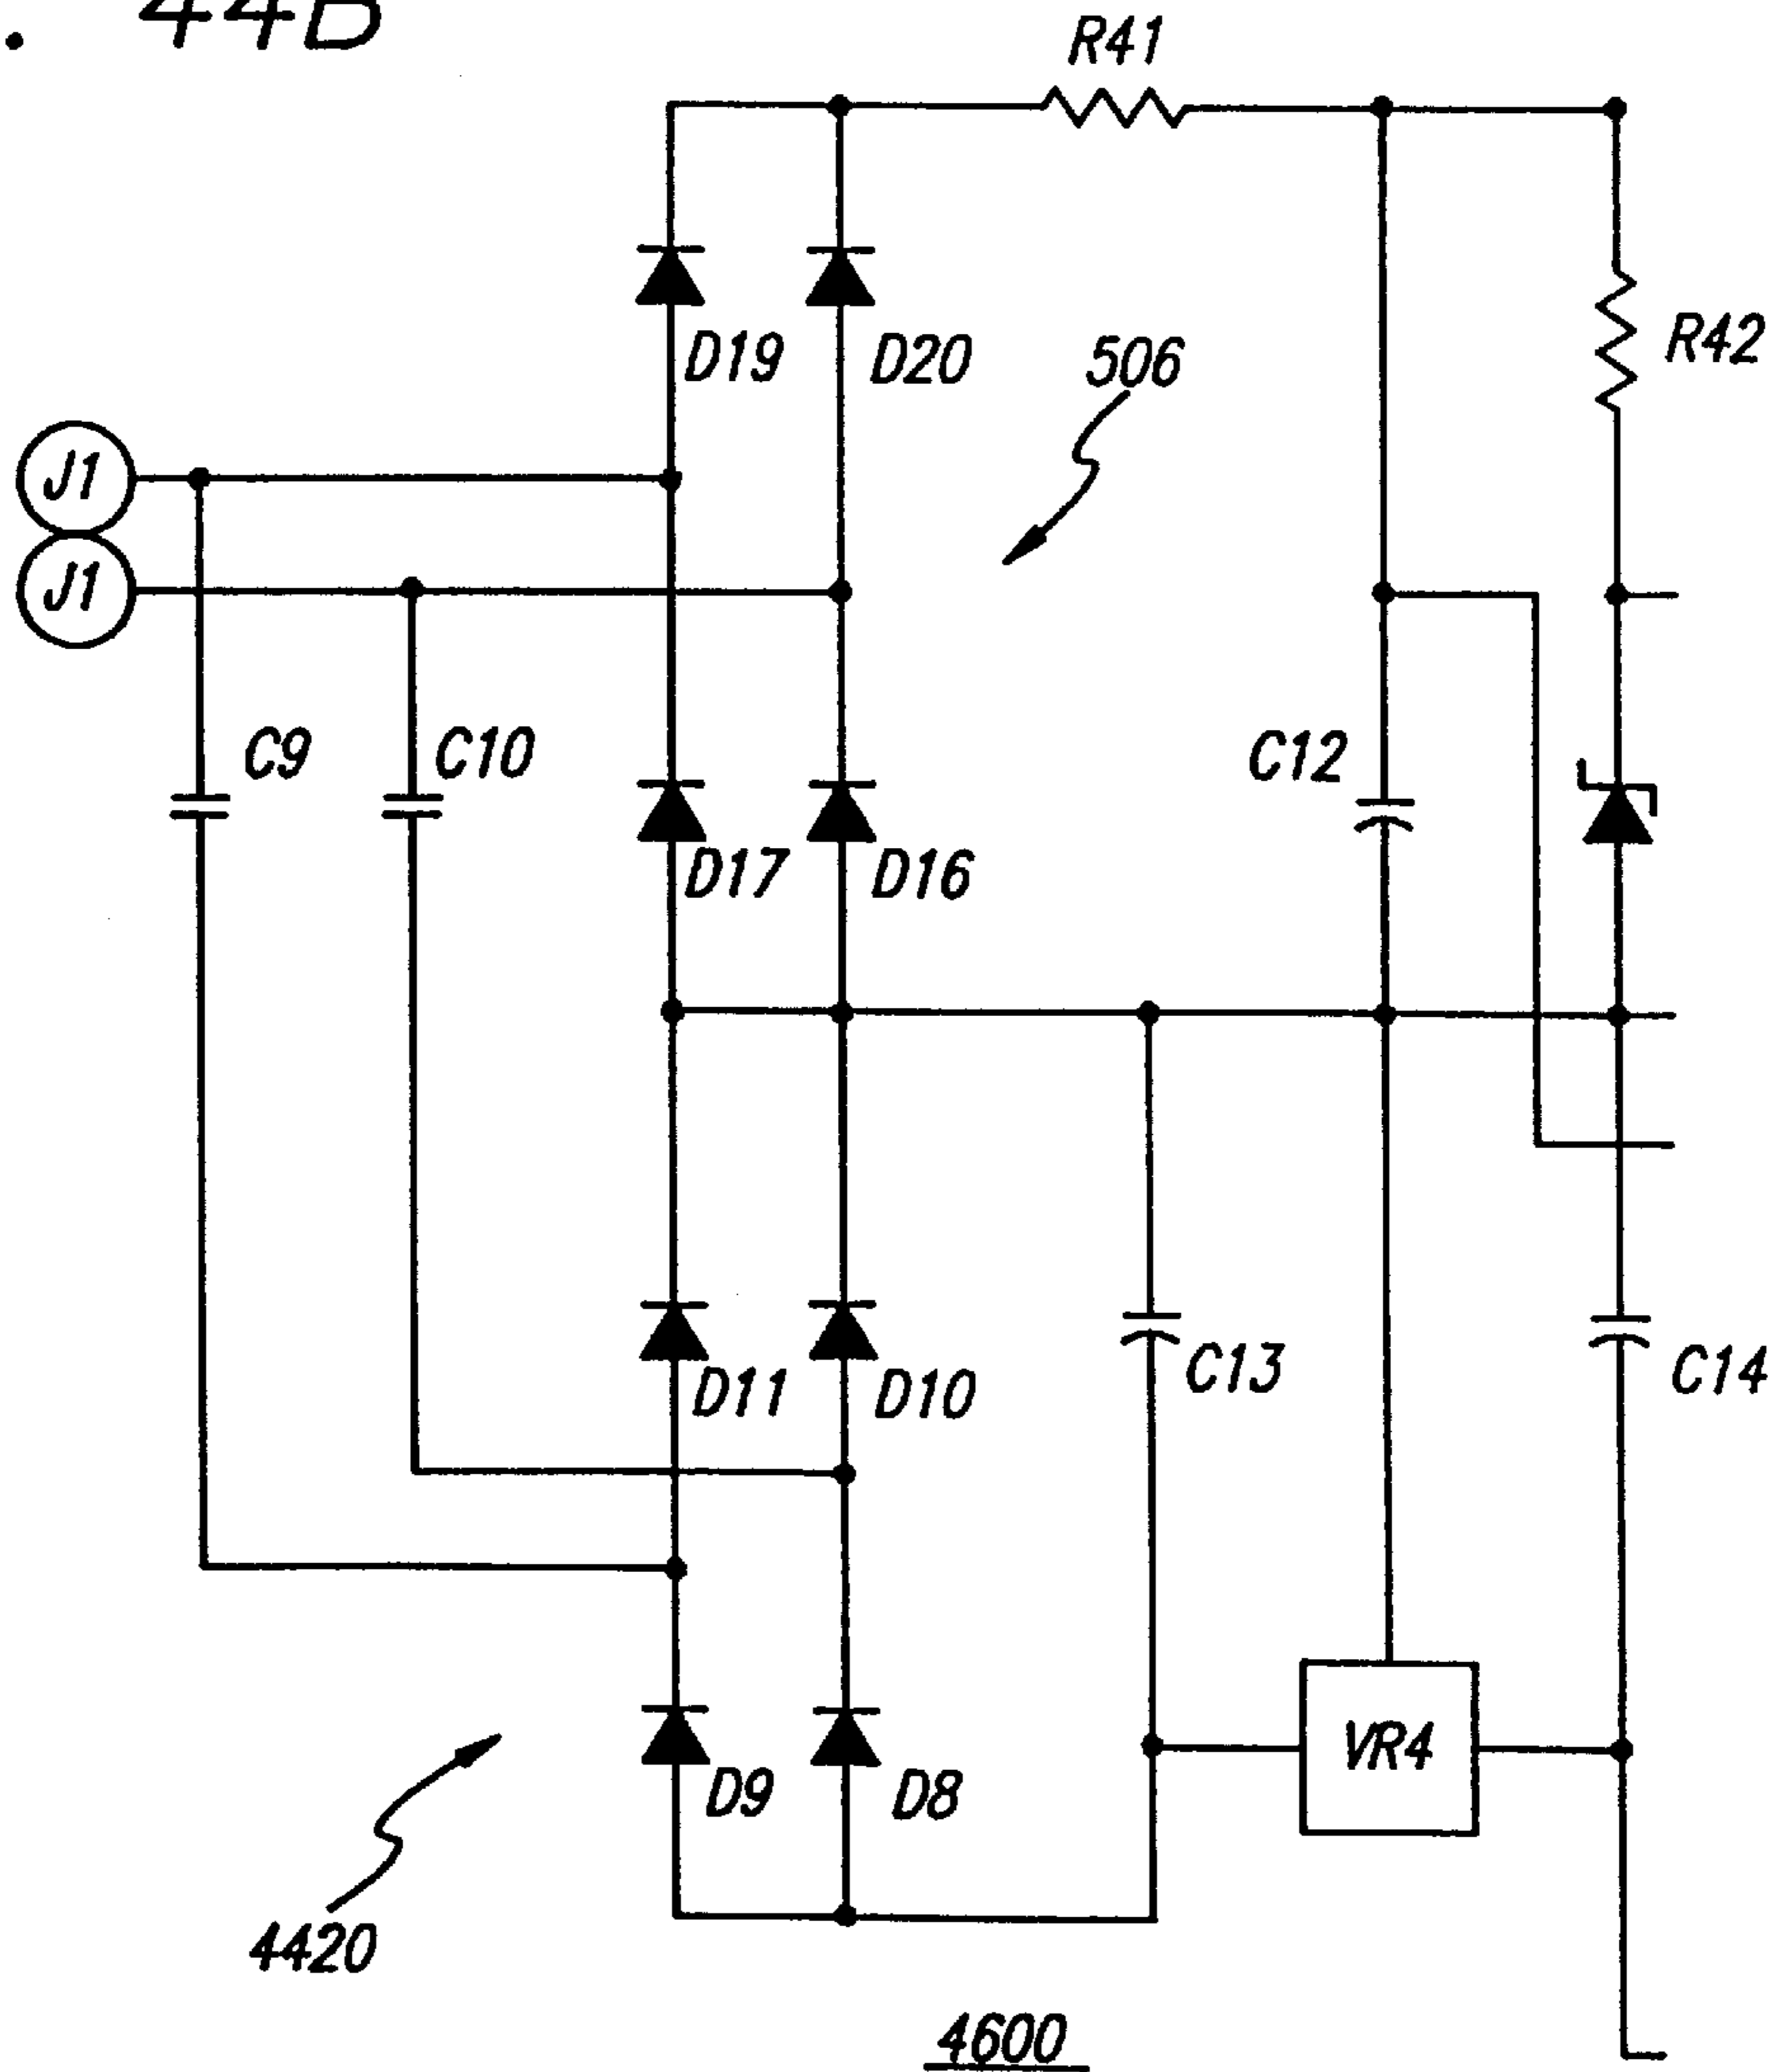 . 44B
R41
D19
D20
506
R42
J1
J1
C9
C10
C12
D17
D16
D11
D10
C13
C14
D9
D8
VR4
4420
4600